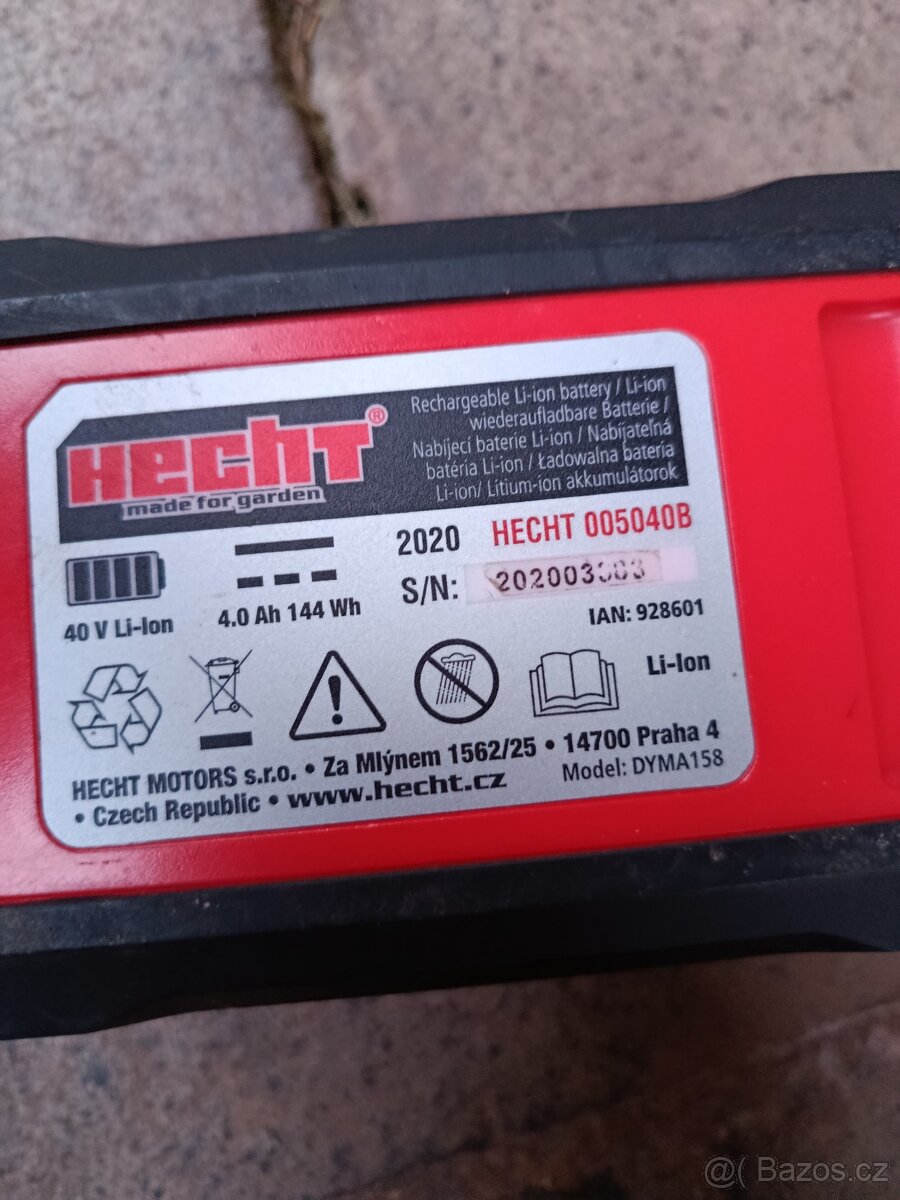 HECHT®
made for garden
Rechargeable Li-ion battery / Li-ion
wiederaufladbare Batterie /
Nabíjecí baterie Li-ion / Nabíjateľná
batéria Li-ion / Ładowalna bateria
Li-ion/ Litium-ion akkumulátorok
2020 HECHT 005040B
S/N:
40 V Li-Ion
4.0 Ah 144 Wh
IAN: 928601
Li-Ion
HECHT MOTORS s.r.o. • Za Mlýnem 1562/25 • 14700 Praha 4
• Czech Republic • www.hecht.cz
Model: DYMA158
@( Bazos.cz